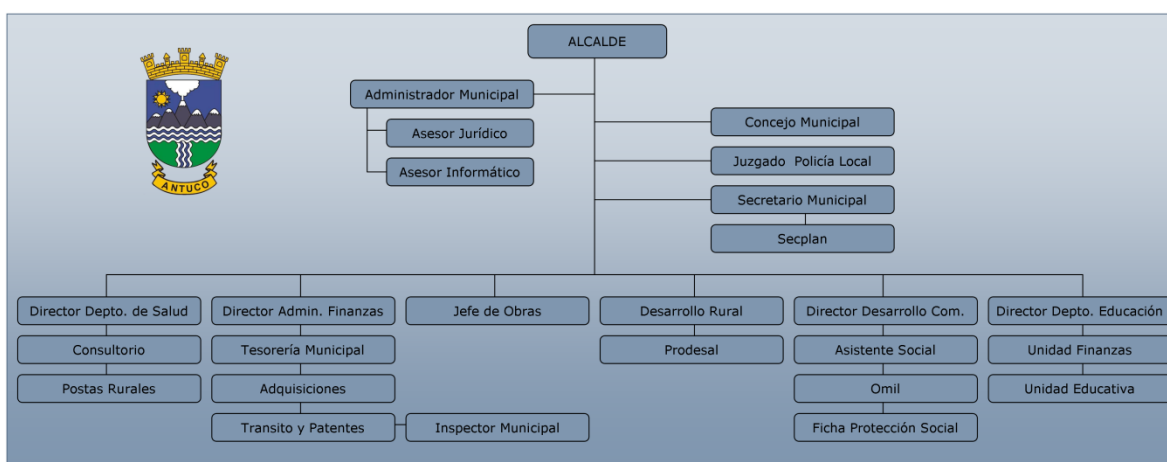 ALCALDE
Administrador Municipal
Asesor Jurídico
Asesor Informático
ANTUCO
Concejo Municipal
Juzgado Policía Local
Secretario Municipal
Secplan
Director Depto. de Salud
Director Admin. Finanzas
Jefe de Obras
Desarrollo Rural
Director Desarrollo Com.
Director Depto. Educación
Consultorio
Tesorería Municipal
Prodesal
Asistente Social
Unidad Finanzas
Postas Rurales
Adquisiciones
Omil
Unidad Educativa
Transito y Patentes
Inspector Municipal
Ficha Protección Social